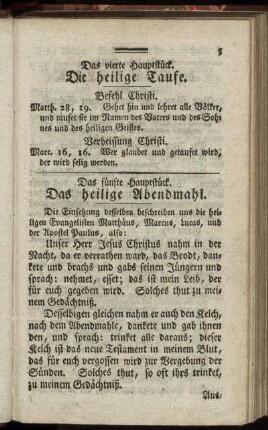 5
Das vierte Hauptstück.
Die heilige Taufe.
Befehl Christi.
Matth. 28, 19. Gehet hin und lehret alle Völker,
und taufet sie im Namen des Vaters und des Soh-
nes und des heiligen Geistes.
Verheissung Christi.
Marc. 16, 16. Wer glaubet und getauft wird,
der wird selig werden.
Das fünfte Hauptstück.
Das heilige Abendmahl.
Die Einsetzung desselben beschreiben uns die hei-
ligen Evangelisten Matthäus, Marcus, Lucas, und
der Apostel Paulus, also:
Unser Herr Jesus Christus nahm in der
Nacht, da er verrathen ward, das Brodt, dan-
kete und brachs und gabs seinen Jüngern und
sprach: nehmet, esset; das ist mein Leib, der
für euch gegeben wird. Solches thut zu mei-
nem Gedächtniß.
Desselbigen gleichen nahm er auch den Kelch,
nach dem Abendmahle, dankete und gab ihnen
den, und sprach: trinket alle daraus; dieser
Kelch ist das neue Testament in meinem Blut,
das für euch vergossen wird zur Vergebung der
Sünden. Solches thut, so oft ihrs trinket,
zu meinem Gedächtniß.
Aus-